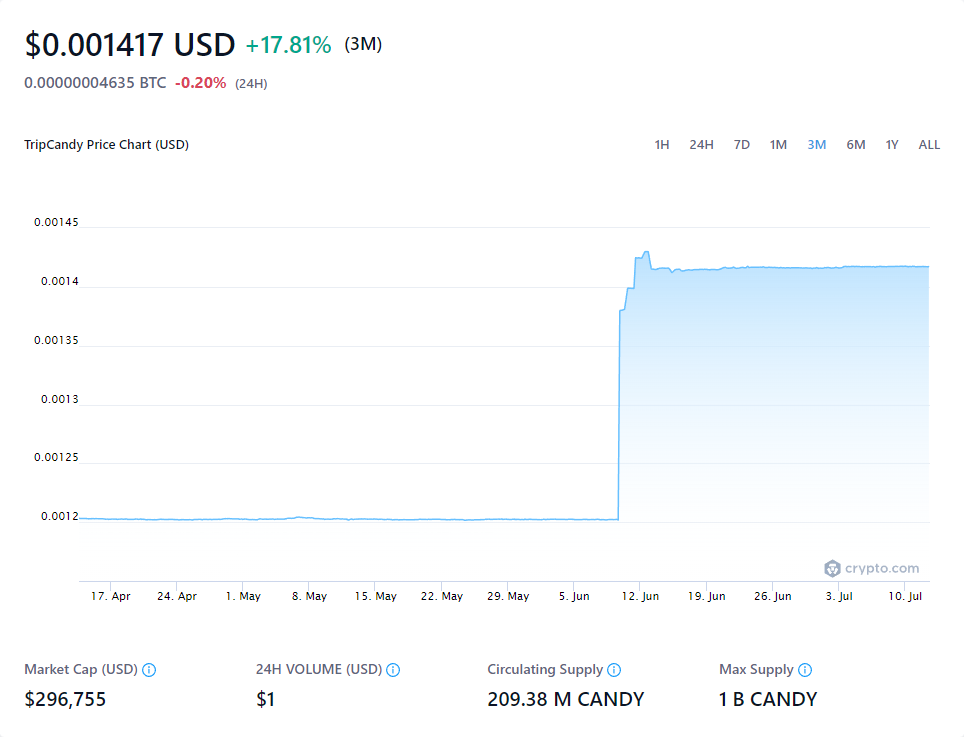 $0.001417 USD +17.81% (3M)
0.00000004635 BTC -0.20% (24H)
TripCandy Price Chart (USD) 1H 24H 7D 1M 3M 6M 1Y ALL
0.00145
0.0014
0.00135
0.0013
0.00125
0.0012
crypto.com
17. Apr 24. Apr 1. May 8. May 15. May 22. May 29. May 5. Jun 12. Jun 19. Jun 26. Jun 3. Jul 10. Jul
Market Cap (USD) 24H VOLUME (USD) Circulating Supply Max Supply
$296,755 $1 209.38 M CANDY 1 B CANDY